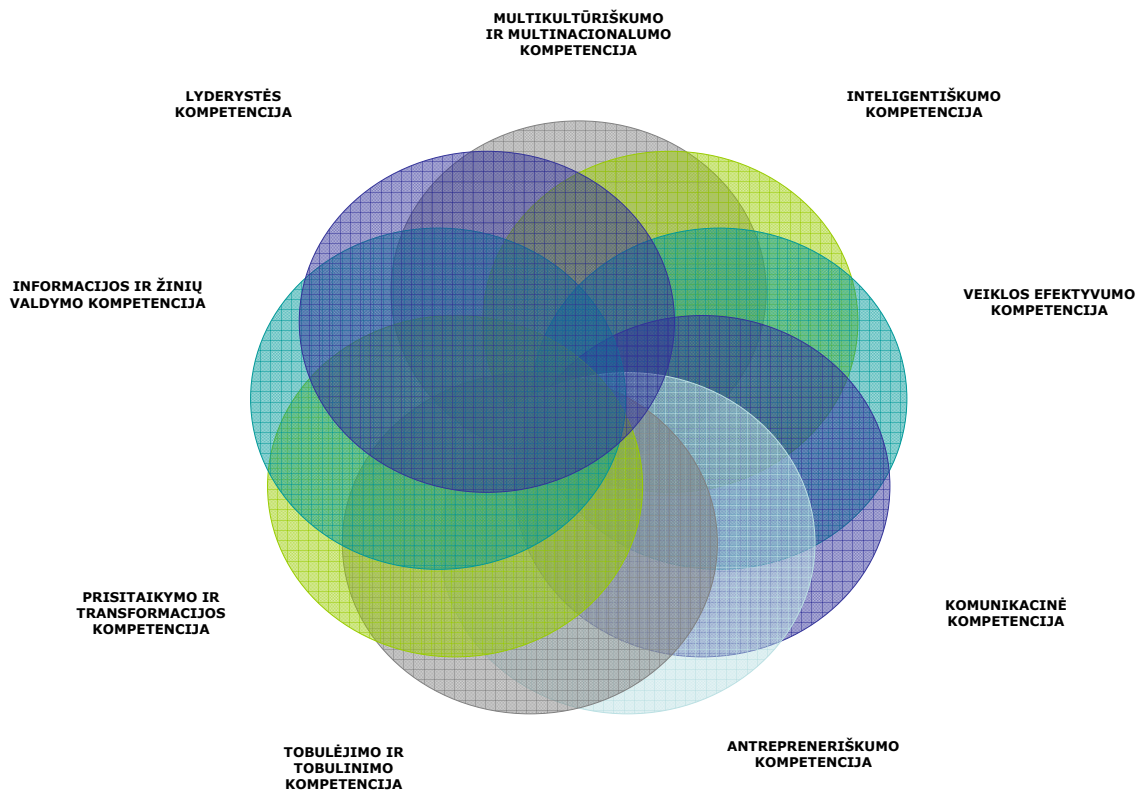 MULTIKULTŪRIŠKUMO
IR MULTINACIONALUMO
KOMPETENCIJA
LYDERYSTĖS
KOMPETENCIJA
INTELIGENTIŠKUMO
KOMPETENCIJA
INFORMACIJOS IR ŽINIŲ
VALDYMO KOMPETENCIJA
VEIKLOS EFEKTYVUMO
KOMPETENCIJA
PRISITAIKYMO IR
TRANSFORMACIJOS
KOMPETENCIJA
KOMUNIKACINĖ
KOMPETENCIJA
TOBULĖJIMO IR
TOBULINIMO
KOMPETENCIJA
ANTREPRENERIŠKUMO
KOMPETENCIJA